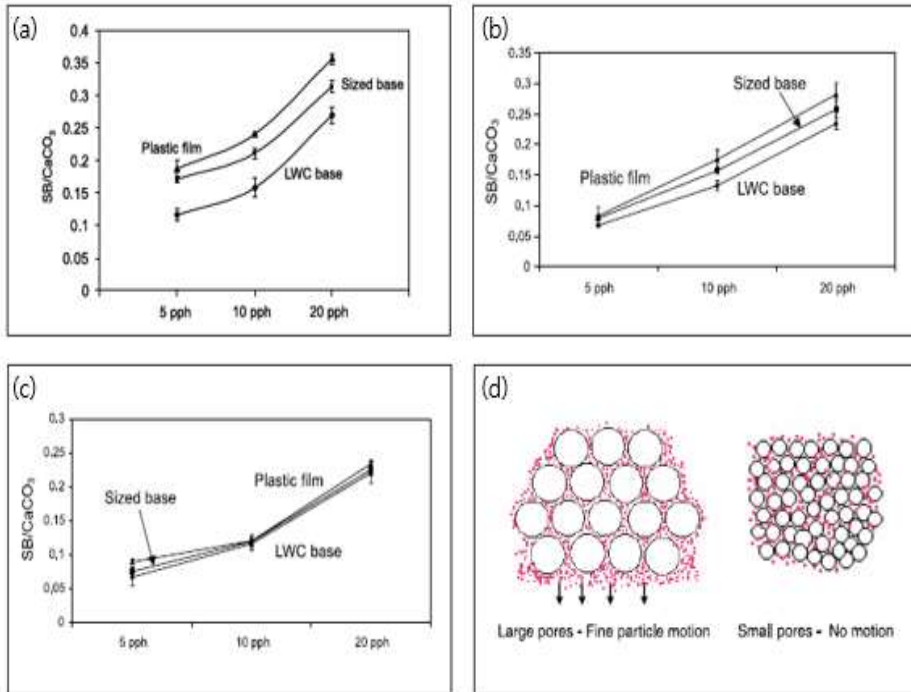 (a)
0.4
0.35
0.3
0.25
0.2
0.15
0.1
0.05
0
SB/CaCO₃
Plastic film
Sized base
LWC base
5 pph 10 pph 20 pph
(b)
0,35
0,3
0,25
0,2
0,15
0,1
0,05
0
SB/CaCO₃
Sized base
Plastic film
LWC base
5 pph 10 pph 20 pph
(c)
0,3
0,25
0,2
0,15
0,1
0,05
0
SB/CaCO₃
Plastic film
Sized base
LWC base
5 pph 10 pph 20 pph
(d)
Large pores - Fine particle motion Small pores - No motion